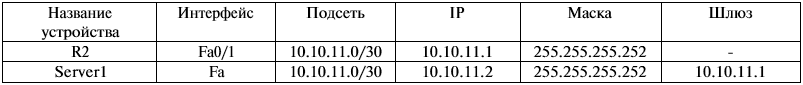 Название устройства Интерфейс Подсеть IP Маска Шлюз
R2 Fa0/1 10.10.11.0/30 10.10.11.1 255.255.255.252 -
Server1 Fa 10.10.11.0/30 10.10.11.2 255.255.255.252 10.10.11.1